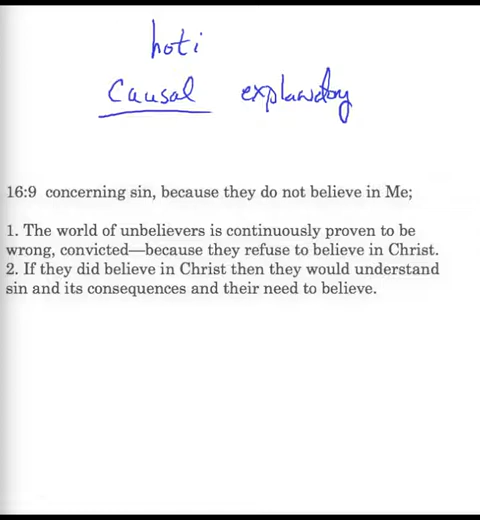 hoti
Causal explanatory
16:9 concerning sin, because they do not believe in Me;
1. The world of unbelievers is continuously proven to be
wrong, convicted—because they refuse to believe in Christ.
2. If they did believe in Christ then they would understand
sin and its consequences and their need to believe.